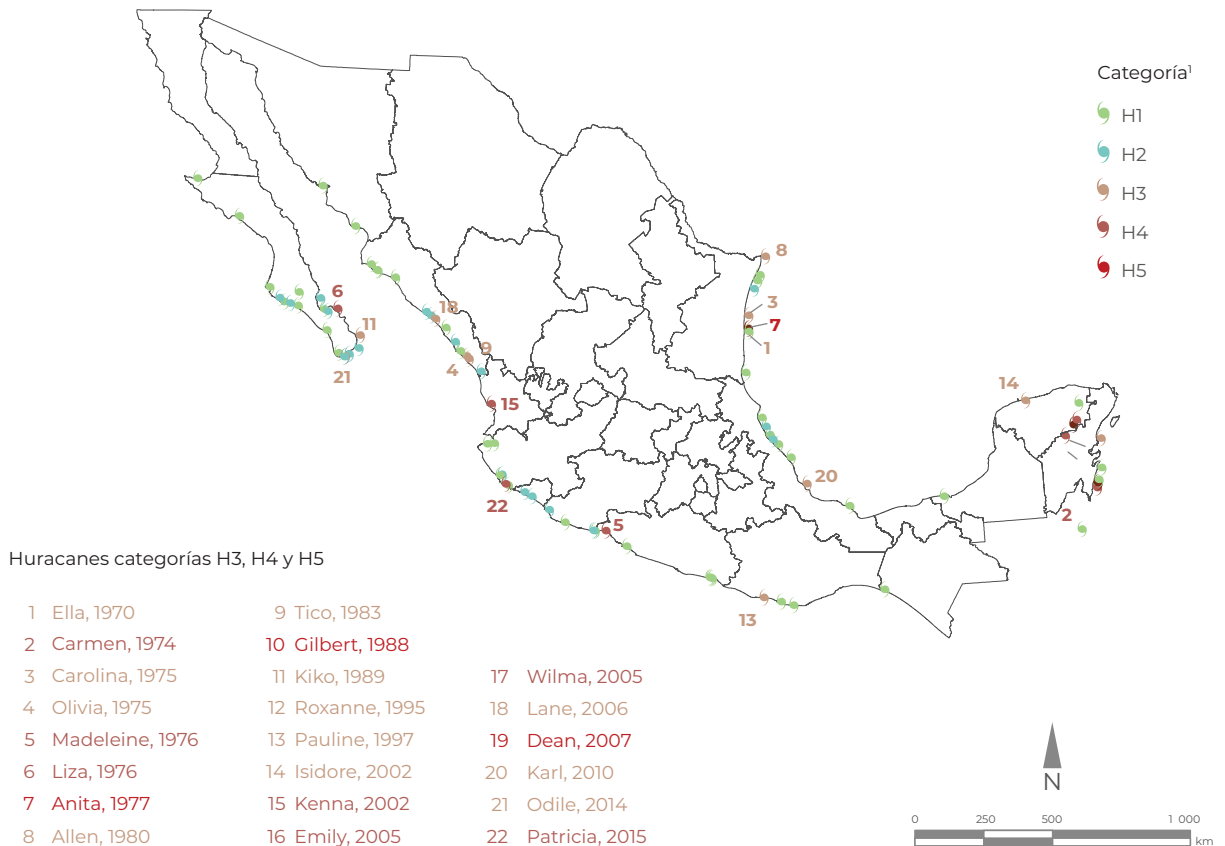 Categoría¹
H1
H2
H3
H4
H5
8
3
7
1
6
11
21
18
9
4
15
14
20
2
22
5
13
Huracanes categorías H3, H4 y H5
1 Ella, 1970
2 Carmen, 1974
3 Carolina, 1975
4 Olivia, 1975
5 Madeleine, 1976
6 Liza, 1976
7 Anita, 1977
8 Allen, 1980
9 Tico, 1983
10 Gilbert, 1988
11 Kiko, 1989
12 Roxanne, 1995
13 Pauline, 1997
14 Isidore, 2002
15 Kenna, 2002
16 Emily, 2005
17 Wilma, 2005
18 Lane, 2006
19 Dean, 2007
20 Karl, 2010
21 Odile, 2014
22 Patricia, 2015
N
0 250 500 1 000
km